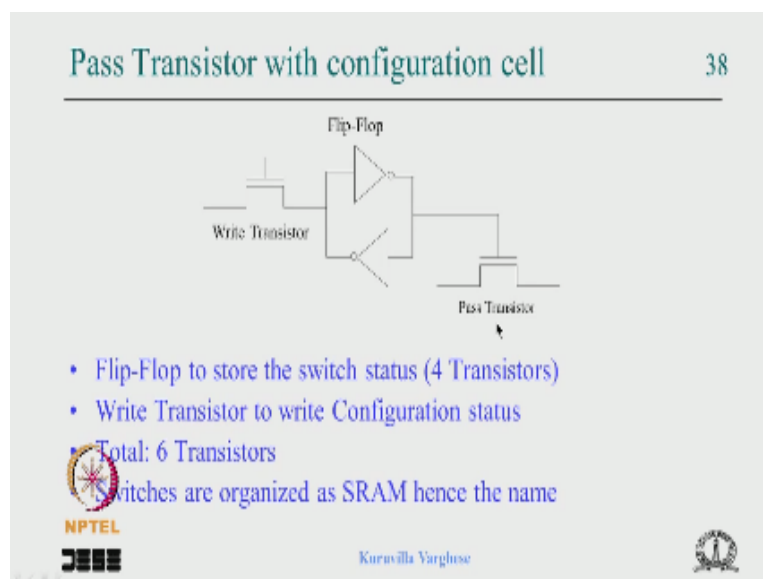 Pass Transistor with configuration cell
38
Flip-Flop
Write Transistor
Pass Transistor
• Flip-Flop to store the switch status (4 Transistors)
• Write Transistor to write Configuration status
• Total: 6 Transistors
Switches are organized as SRAM hence the name
NPTEL
Kuruvilla Varghese